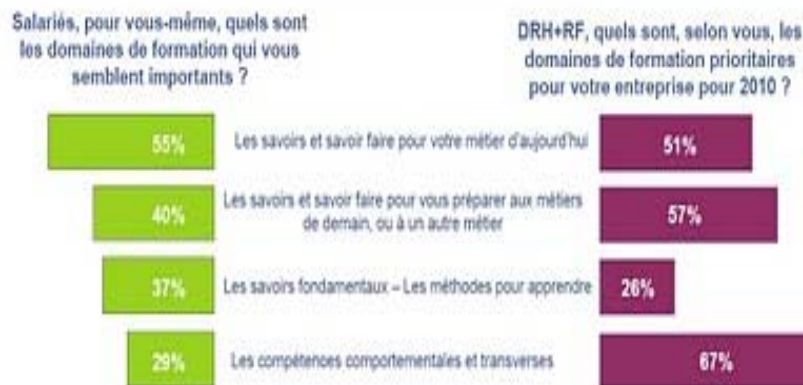 Salariés, pour vous-même, quels sont
les domaines de formation qui vous
semblent importants ?
DRH+RF, quels sont, selon vous, les
domaines de formation prioritaires
pour votre entreprise pour 2010 ?
55%
Les savoirs et savoir faire pour votre métier d'aujourd'hui
51%
40%
Les savoirs et savoir faire pour vous préparer aux métiers
de demain, ou à un autre métier
57%
37%
Les savoirs fondamentaux – Les méthodes pour apprendre
26%
29%
Les compétences comportementales et transverses
67%